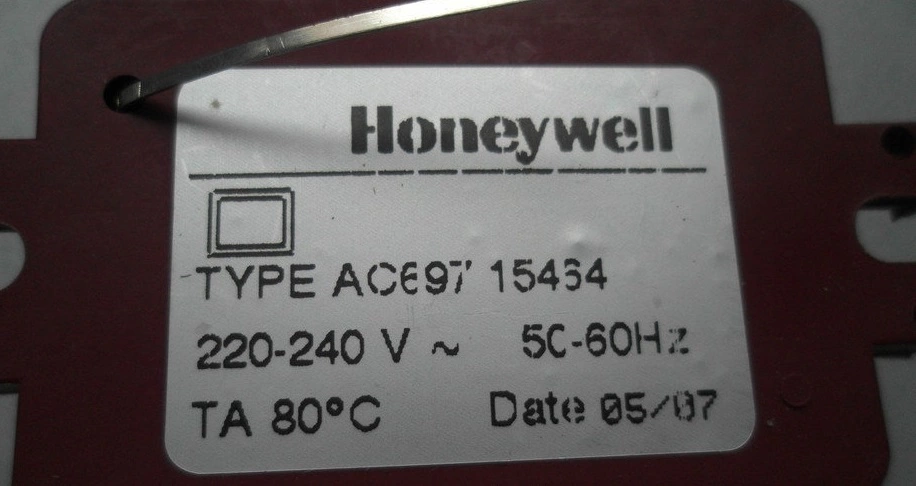 Honeywell
TYPE AC697 15464
220-240 V ~ 50-60Hz
TA 80°C Date 05/07